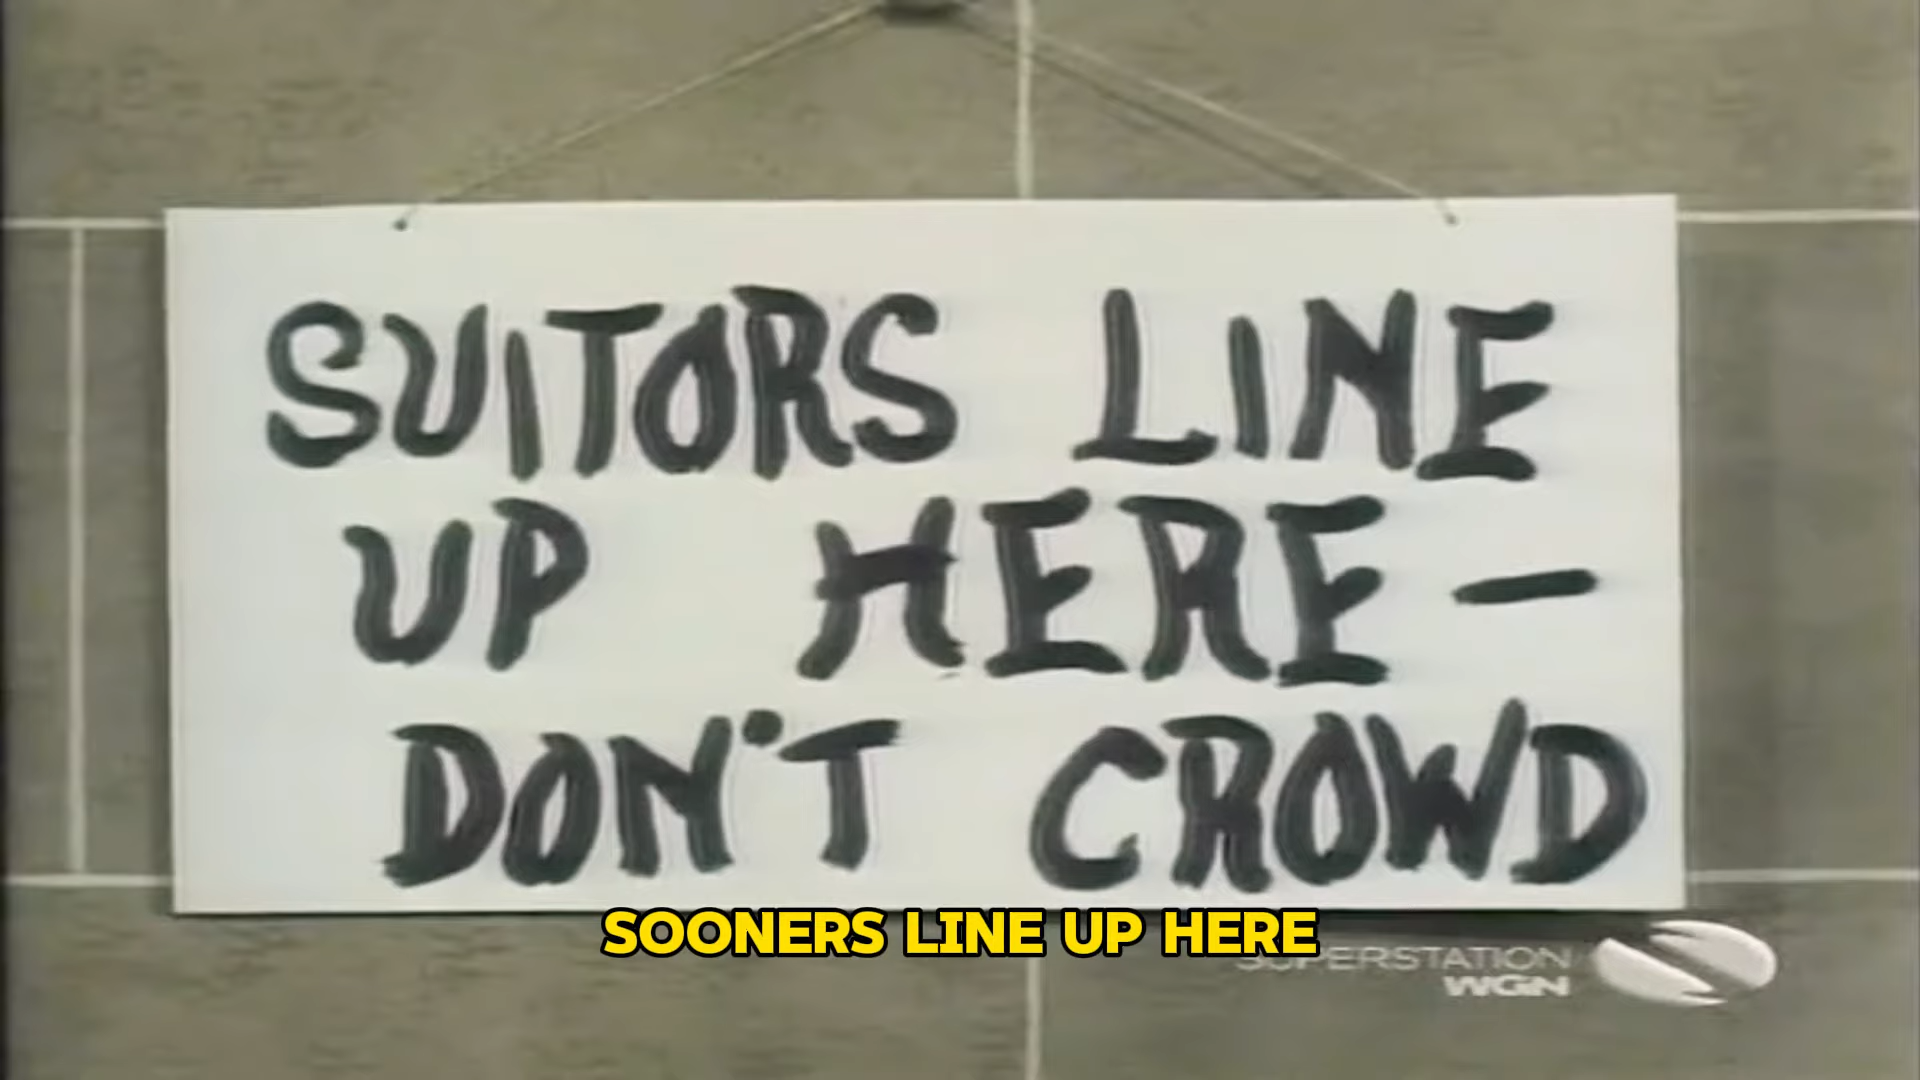 SUITORS LINE
UP HERE-
DON'T CROWD
SOONERS LINE UP HERE
SUPERSTATION
WGN